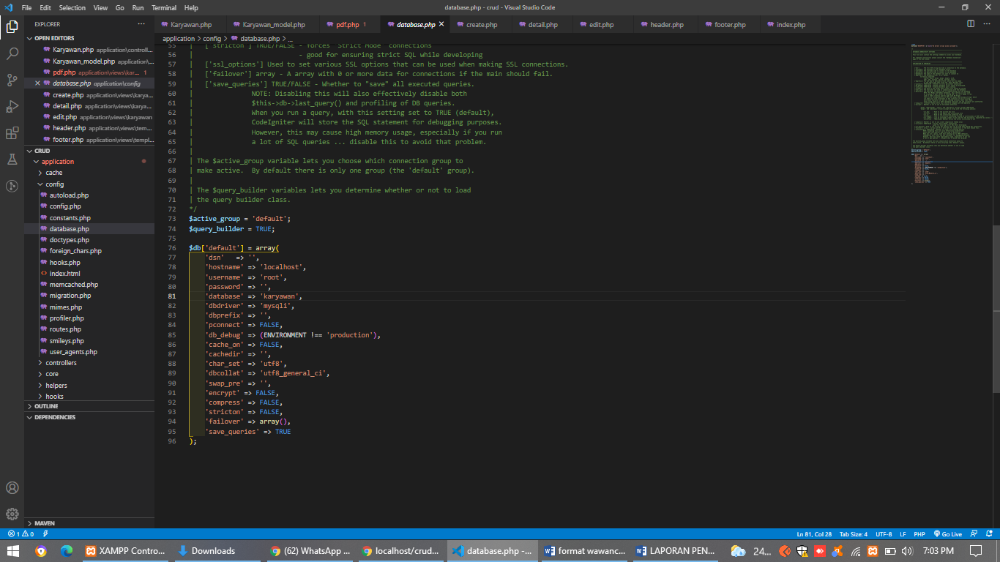 File Edit Selection View Go Run Terminal Help
database.php - crud - Visual Studio Code
EXPLORER
OPEN EDITORS
Karyawan.php application\controll...
Karyawan_model.php application\...
pdf.php application\views\kar... 1
database.php application\config
create.php application\views\karya...
detail.php application\views\karya...
edit.php application\views\karyawan
header.php application\views\tem...
footer.php application\views\templ...
CRUD
application
cache
config
autoload.php
config.php
constants.php
database.php
doctypes.php
foreign_chars.php
hooks.php
index.html
memcached.php
migration.php
mimes.php
profiler.php
routes.php
smileys.php
user_agents.php
controllers
core
helpers
hooks
OUTLINE
DEPENDENCIES
MAVEN
Karyawan.php
Karyawan_model.php
pdf.php 1
database.php
create.php
detail.php
edit.php
header.php
footer.php
index.php
application > config > database.php > ...
55 | ['stricton'] TRUE/FALSE - forces 'Strict Mode' connections
56 | - good for ensuring strict SQL while developing
57 | ['ssl_options'] Used to set various SSL options that can be used when making SSL connections.
58 | ['failover'] array - A array with 0 or more data for connections if the main should fail.
59 | ['save_queries'] TRUE/FALSE - Whether to "save" all executed queries.
60 | NOTE: Disabling this will also effectively disable both
61 | $this->db->last_query() and profiling of DB queries.
62 | When you run a query, with this setting set to TRUE (default),
63 | CodeIgniter will store the SQL statement for debugging purposes.
64 | However, this may cause high memory usage, especially if you run
65 | a lot of SQL queries ... disable this to avoid that problem.
66 |
67 | The $active_group variable lets you choose which connection group to
68 | make active.  By default there is only one group (the 'default' group).
69 |
70 | The $query_builder variables lets you determine whether or not to load
71 | the query builder class.
72 */
73 $active_group = 'default';
74 $query_builder = TRUE;
75
76 $db['default'] = array(
77 'dsn'   => '',
78 'hostname' => 'localhost',
79 'username' => 'root',
80 'password' => '',
81 'database' => 'karyawan',
82 'dbdriver' => 'mysqli',
83 'dbprefix' => '',
84 'pconnect' => FALSE,
85 'db_debug' => (ENVIRONMENT !== 'production'),
86 'cache_on' => FALSE,
87 'cachedir' => '',
88 'char_set' => 'utf8',
89 'dbcollat' => 'utf8_general_ci',
90 'swap_pre' => '',
91 'encrypt' => FALSE,
92 'compress' => FALSE,
93 'stricton' => FALSE,
94 'failover' => array(),
95 'save_queries' => TRUE
96 );
1 0
Ln 81, Col 28 Tab Size: 4 UTF-8 LF PHP Go Live
XAMPP Contro...
Downloads
(62) WhatsApp ...
localhost/crud...
database.php -...
format wawanc...
LAPORAN PEN...
24...
7:03 PM